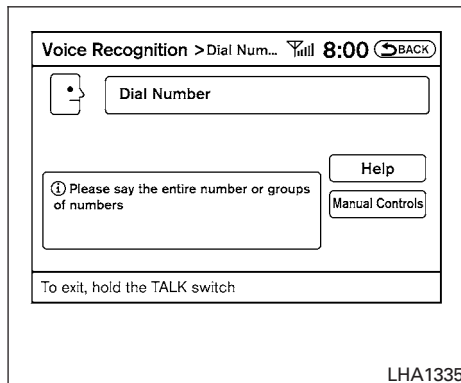 Voice Recognition > Dial Num... 8:00 BACK
Dial Number
Help
ⓘ Please say the entire number or groups
of numbers
Manual Controls
To exit, hold the TALK switch
LHA1335